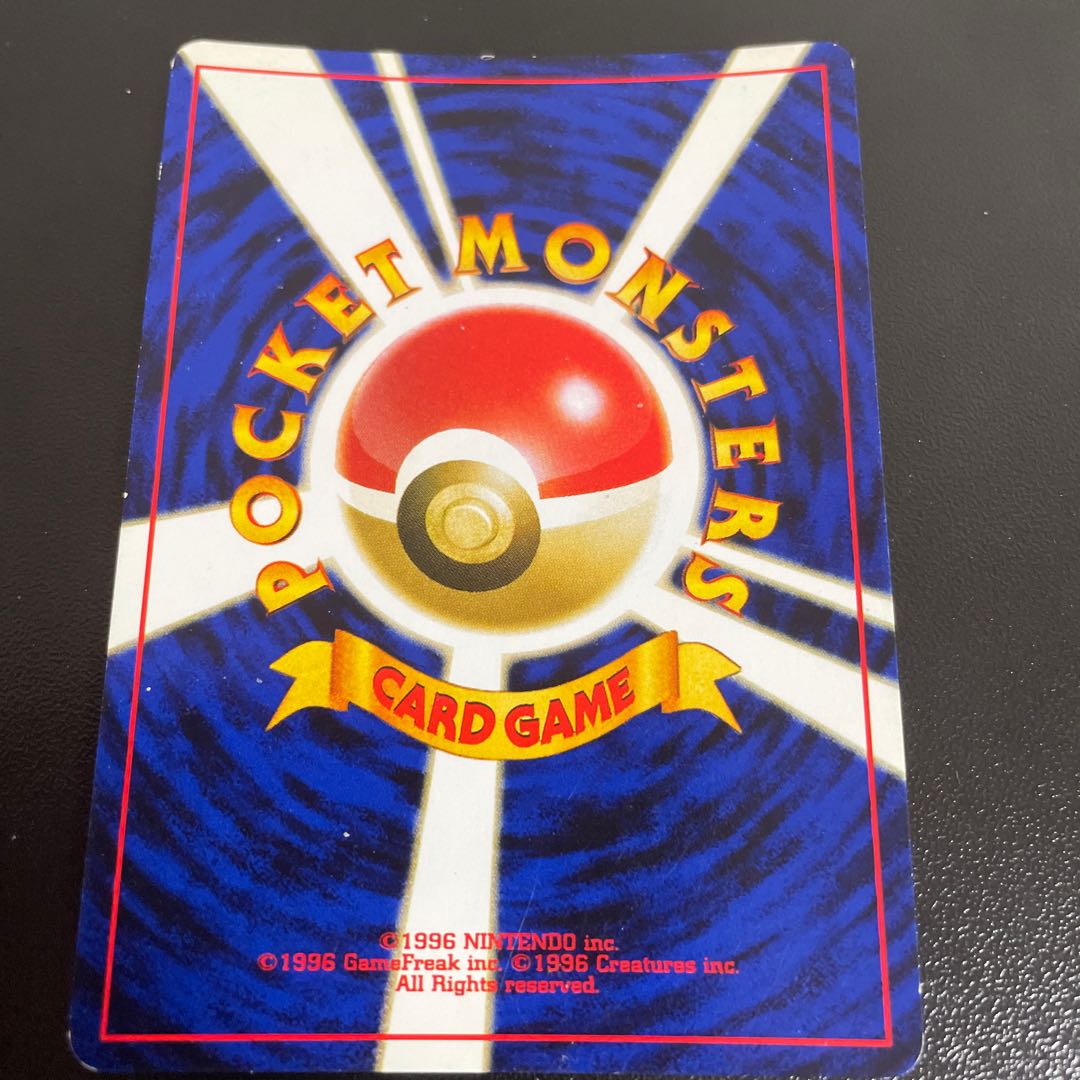 POCKET MONSTERS
CARD GAME
©1996 NINTENDO inc.
©1996 GameFreak inc. ©1996 Creatures inc.
All Rights reserved.